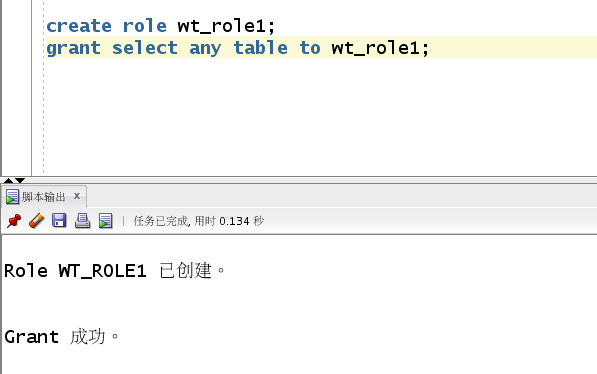 create role wt_role1;
grant select any table to wt_role1;
脚本输出 x
任务已完成, 用时 0.134 秒
Role WT_ROLE1 已创建。
Grant 成功。